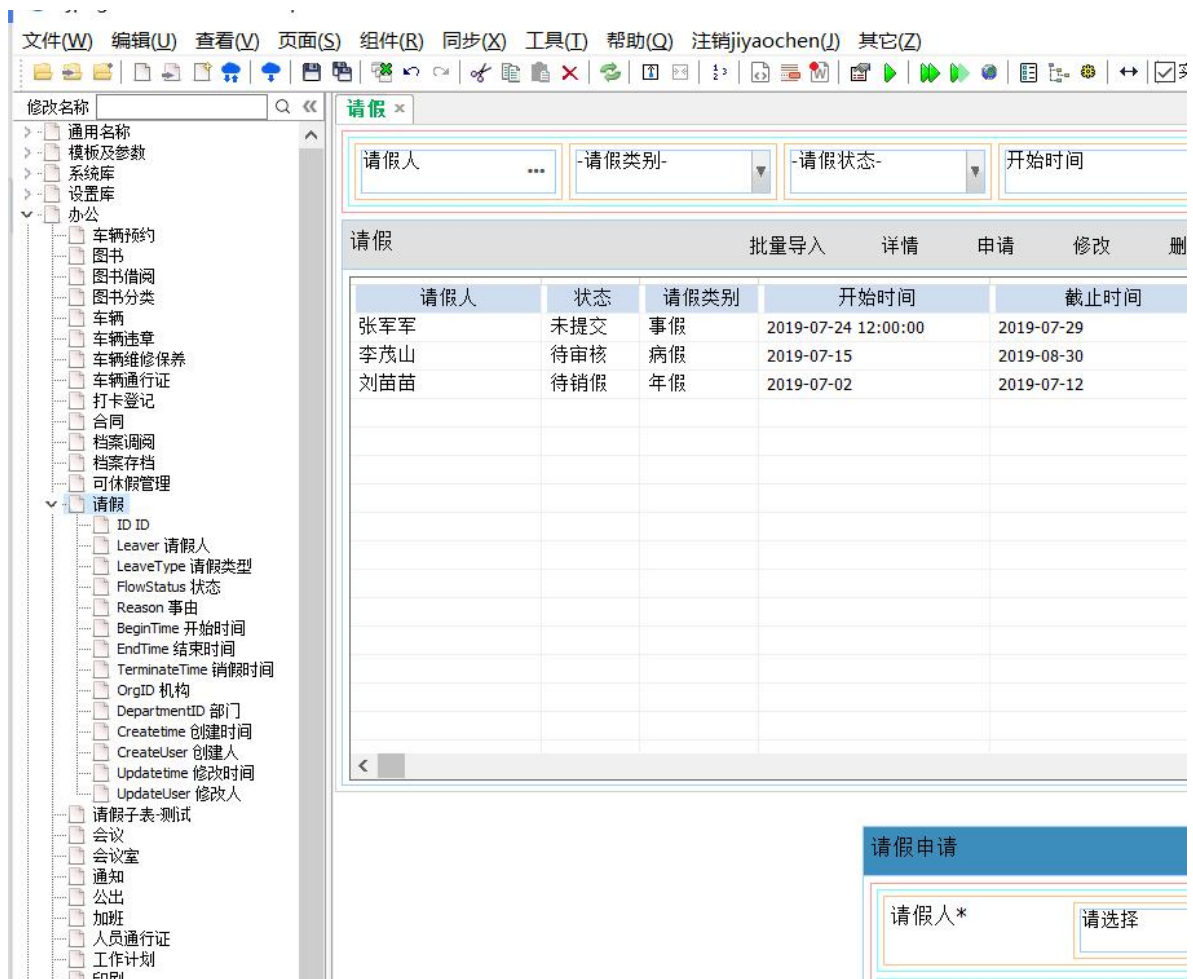 文件(W) 编辑(U) 查看(V) 页面(S) 组件(R) 同步(X) 工具(T) 帮助(Q) 注销jiyaochen(J) 其它(Z)
修改名称
请假
通用名称
模板及参数
系统库
设置库
办公
车辆预约
图书
图书借阅
图书分类
车辆
车辆违章
车辆维修保养
车辆通行证
打卡登记
合同
档案调阅
档案存档
可休假管理
请假
ID ID
Leaver 请假人
LeaveType 请假类型
FlowStatus 状态
Reason 事由
BeginTime 开始时间
EndTime 结束时间
TerminateTime 销假时间
OrgID 机构
DepartmentID 部门
Createtime 创建时间
CreateUser 创建人
Updatetime 修改时间
UpdateUser 修改人
请假子表-测试
会议
会议室
通知
公出
加班
人员通行证
工作计划
请假人 -请假类别- -请假状态- 开始时间
请假 批量导入 详情 申请 修改 删
请假人 状态 请假类别 开始时间 截止时间
张军军 未提交 事假 2019-07-24 12:00:00 2019-07-29
李茂山 待审核 病假 2019-07-15 2019-08-30
刘苗苗 待销假 年假 2019-07-02 2019-07-12
请假申请
请假人* 请选择